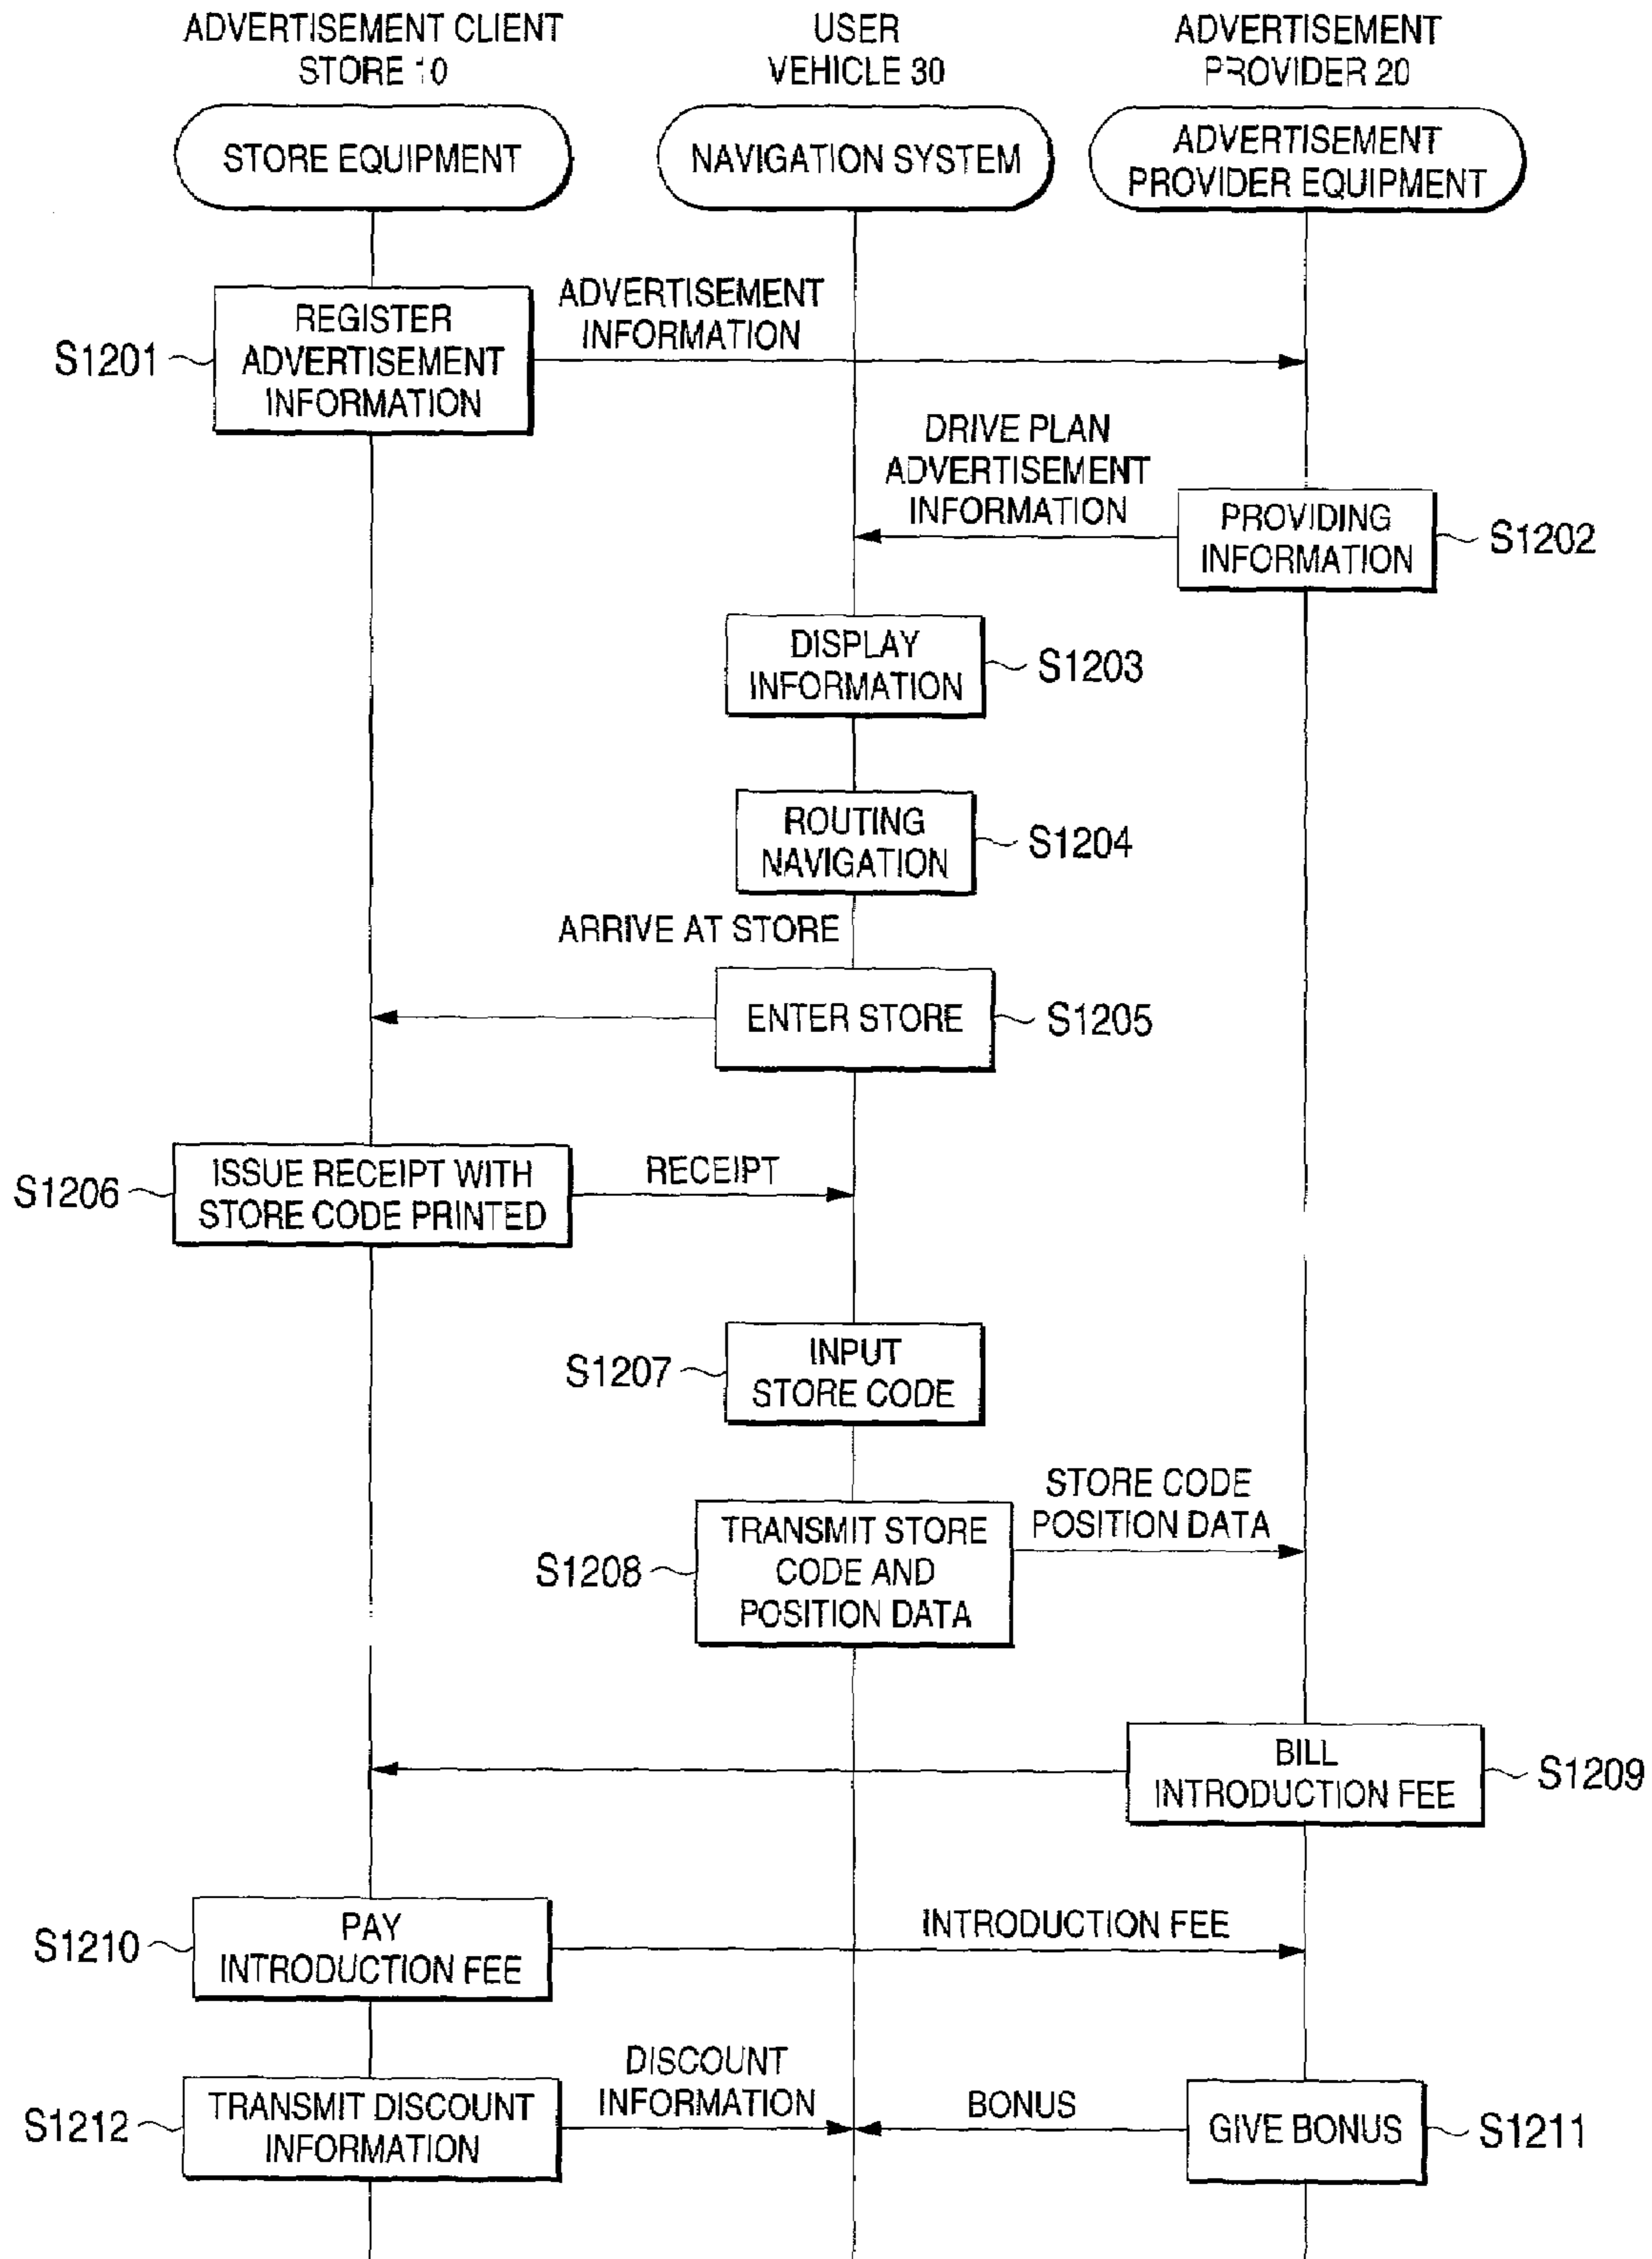 ADVERTISEMENT CLIENT
STORE 10
USER
VEHICLE 30
ADVERTISEMENT
PROVIDER 20
STORE EQUIPMENT
NAVIGATION SYSTEM
ADVERTISEMENT
PROVIDER EQUIPMENT
S1201
REGISTER
ADVERTISEMENT
INFORMATION
ADVERTISEMENT
INFORMATION
DRIVE PLAN
ADVERTISEMENT
INFORMATION
PROVIDING
INFORMATION
S1202
DISPLAY
INFORMATION
S1203
ROUTING
NAVIGATION
S1204
ARRIVE AT STORE
ENTER STORE
S1205
S1206
ISSUE RECEIPT WITH
STORE CODE PRINTED
RECEIPT
S1207
INPUT
STORE CODE
S1208
TRANSMIT STORE
CODE AND
POSITION DATA
STORE CODE
POSITION DATA
BILL
INTRODUCTION FEE
S1209
S1210
PAY
INTRODUCTION FEE
INTRODUCTION FEE
S1212
TRANSMIT DISCOUNT
INFORMATION
DISCOUNT
INFORMATION
BONUS
GIVE BONUS
S1211